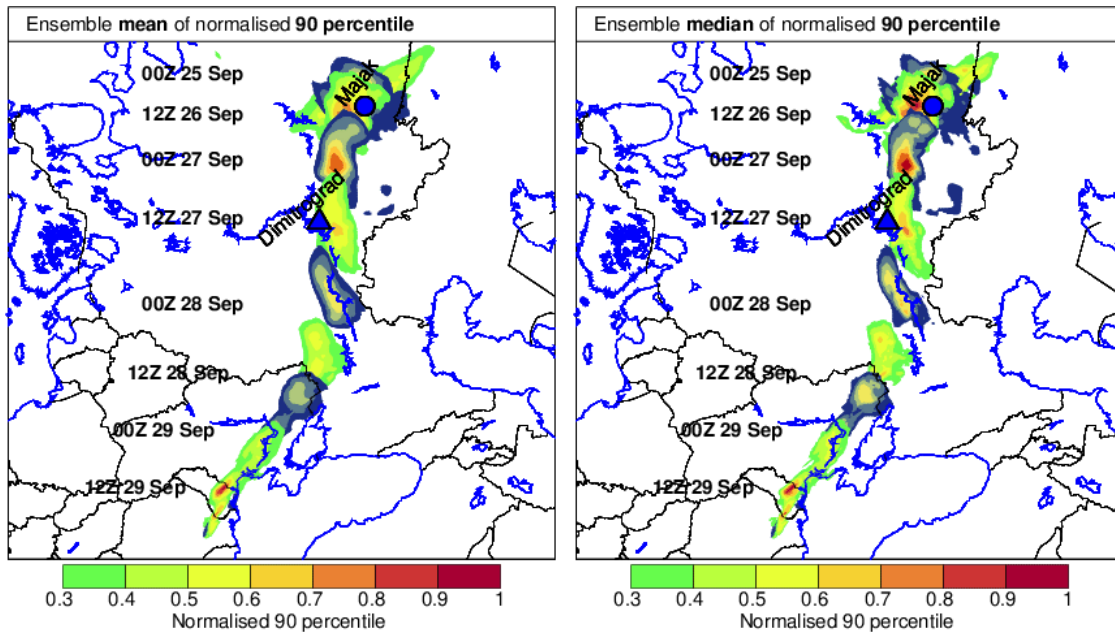 Ensemble mean of normalised 90 percentile
00Z 25 Sep
Majak
12Z 26 Sep
00Z 27 Sep
Dimitrograd
12Z 27 Sep
00Z 28 Sep
12Z 28 Sep
00Z 29 Sep
12Z 29 Sep
0.3 0.4 0.5 0.6 0.7 0.8 0.9 1
Normalised 90 percentile
Ensemble median of normalised 90 percentile
00Z 25 Sep
Majak
12Z 26 Sep
00Z 27 Sep
Dimitrograd
12Z 27 Sep
00Z 28 Sep
12Z 28 Sep
00Z 29 Sep
12Z 29 Sep
0.3 0.4 0.5 0.6 0.7 0.8 0.9 1
Normalised 90 percentile